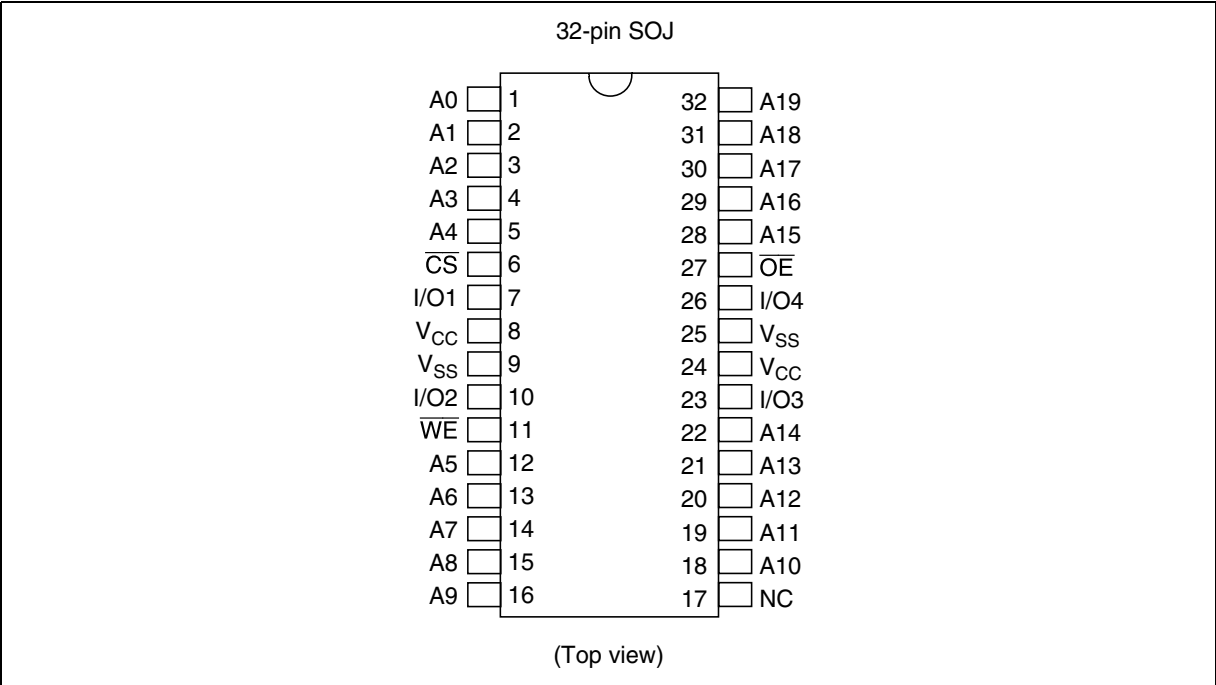 32-pin SOJ
A0 1 32 A19
A1 2 31 A18
A2 3 30 A17
A3 4 29 A16
A4 5 28 A15
C̅S̅ 6 27 O̅E̅
I/O1 7 26 I/O4
VCC 8 25 VSS
VSS 9 24 VCC
I/O2 10 23 I/O3
W̅E̅ 11 22 A14
A5 12 21 A13
A6 13 20 A12
A7 14 19 A11
A8 15 18 A10
A9 16 17 NC
(Top view)